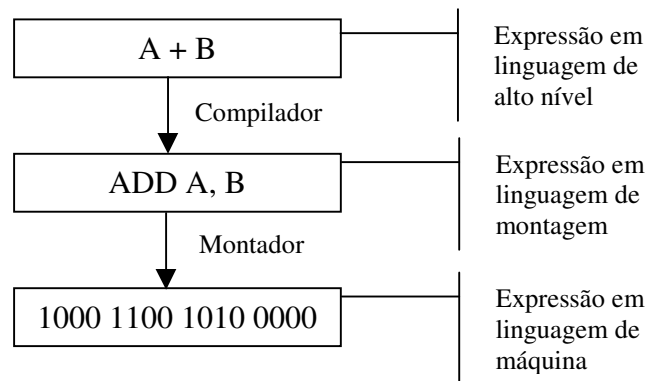 A + B
Expressão em
linguagem de
alto nível
Compilador
ADD A, B
Expressão em
linguagem de
montagem
Montador
1000 1100 1010 0000
Expressão em
linguagem de
máquina